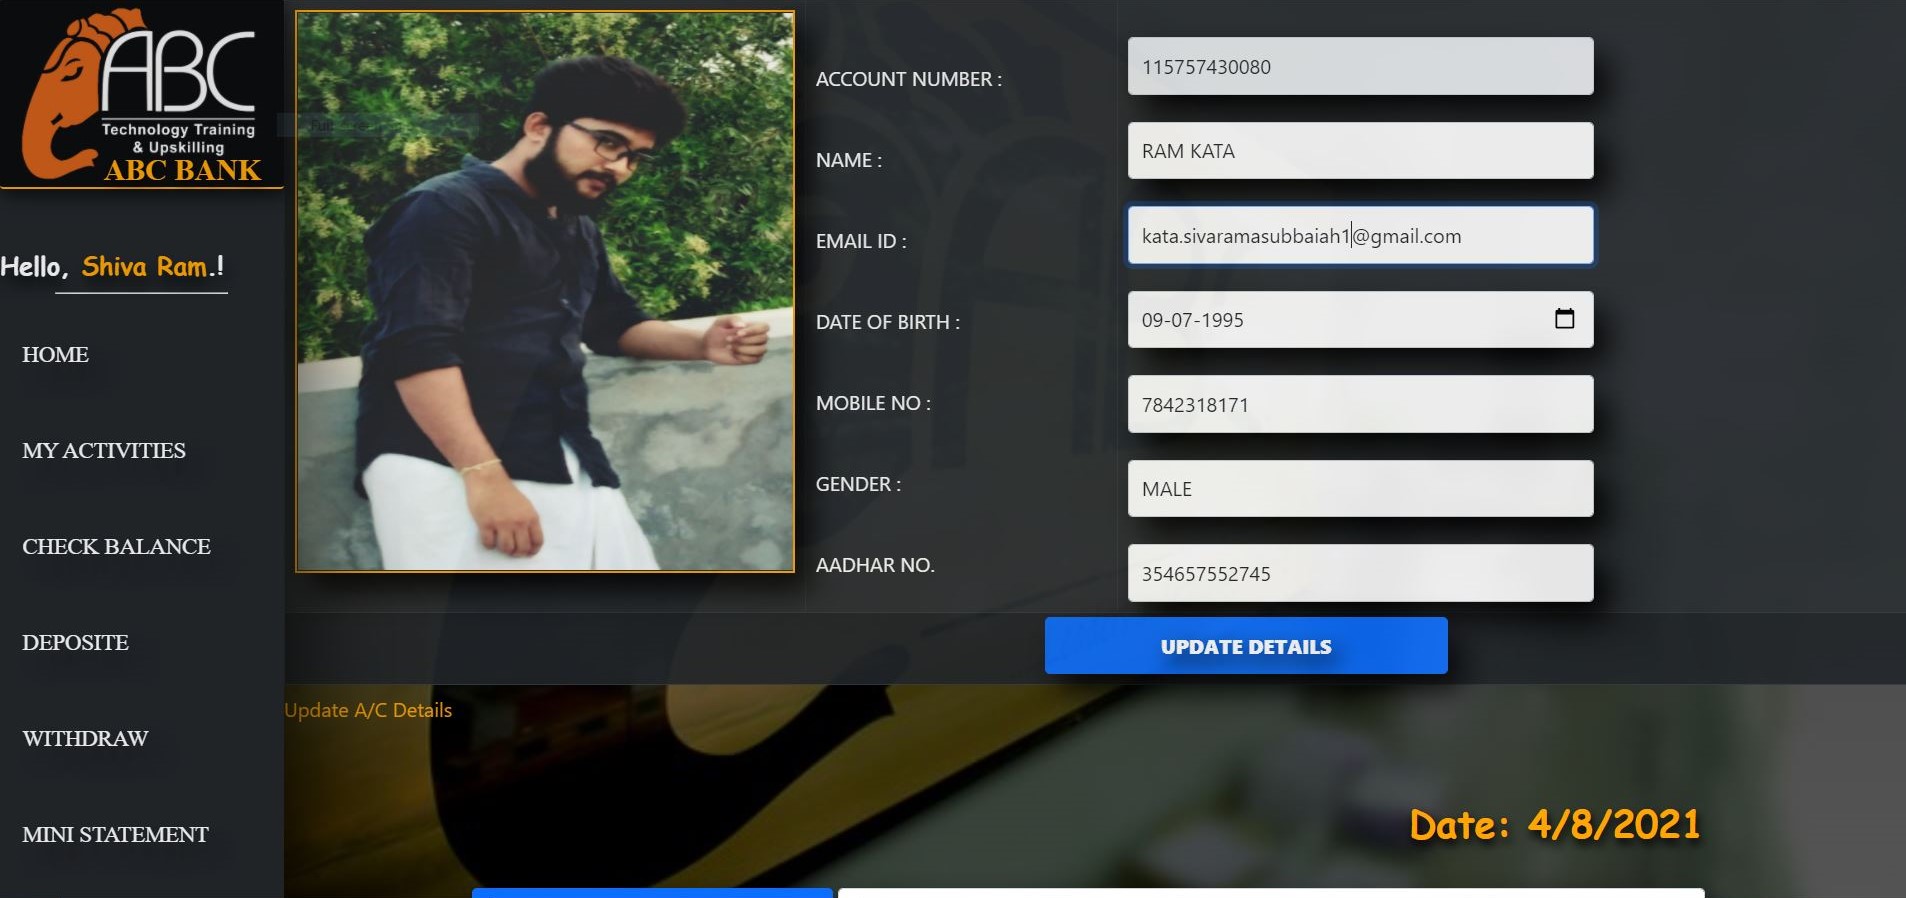 ABC
Technology Training
& Upskilling
ABC BANK
Hello, Shiva Ram.!
HOME
MY ACTIVITIES
CHECK BALANCE
DEPOSITE
WITHDRAW
MINI STATEMENT
ACCOUNT NUMBER :
115757430080
NAME :
RAM KATA
EMAIL ID :
kata.sivaramasubbaiah1@gmail.com
DATE OF BIRTH :
09-07-1995
MOBILE NO :
7842318171
GENDER :
MALE
AADHAR NO.
354657552745
UPDATE DETAILS
Update A/C Details
Date: 4/8/2021